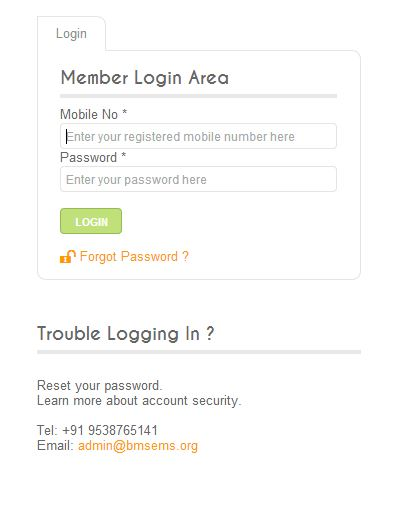 Login
Member Login Area
Mobile No *
Enter your registered mobile number here
Password *
Enter your password here
LOGIN
Forgot Password ?
Trouble Logging In ?
Reset your password.
Learn more about account security.
Tel: +91 9538765141
Email: admin@bmsems.org